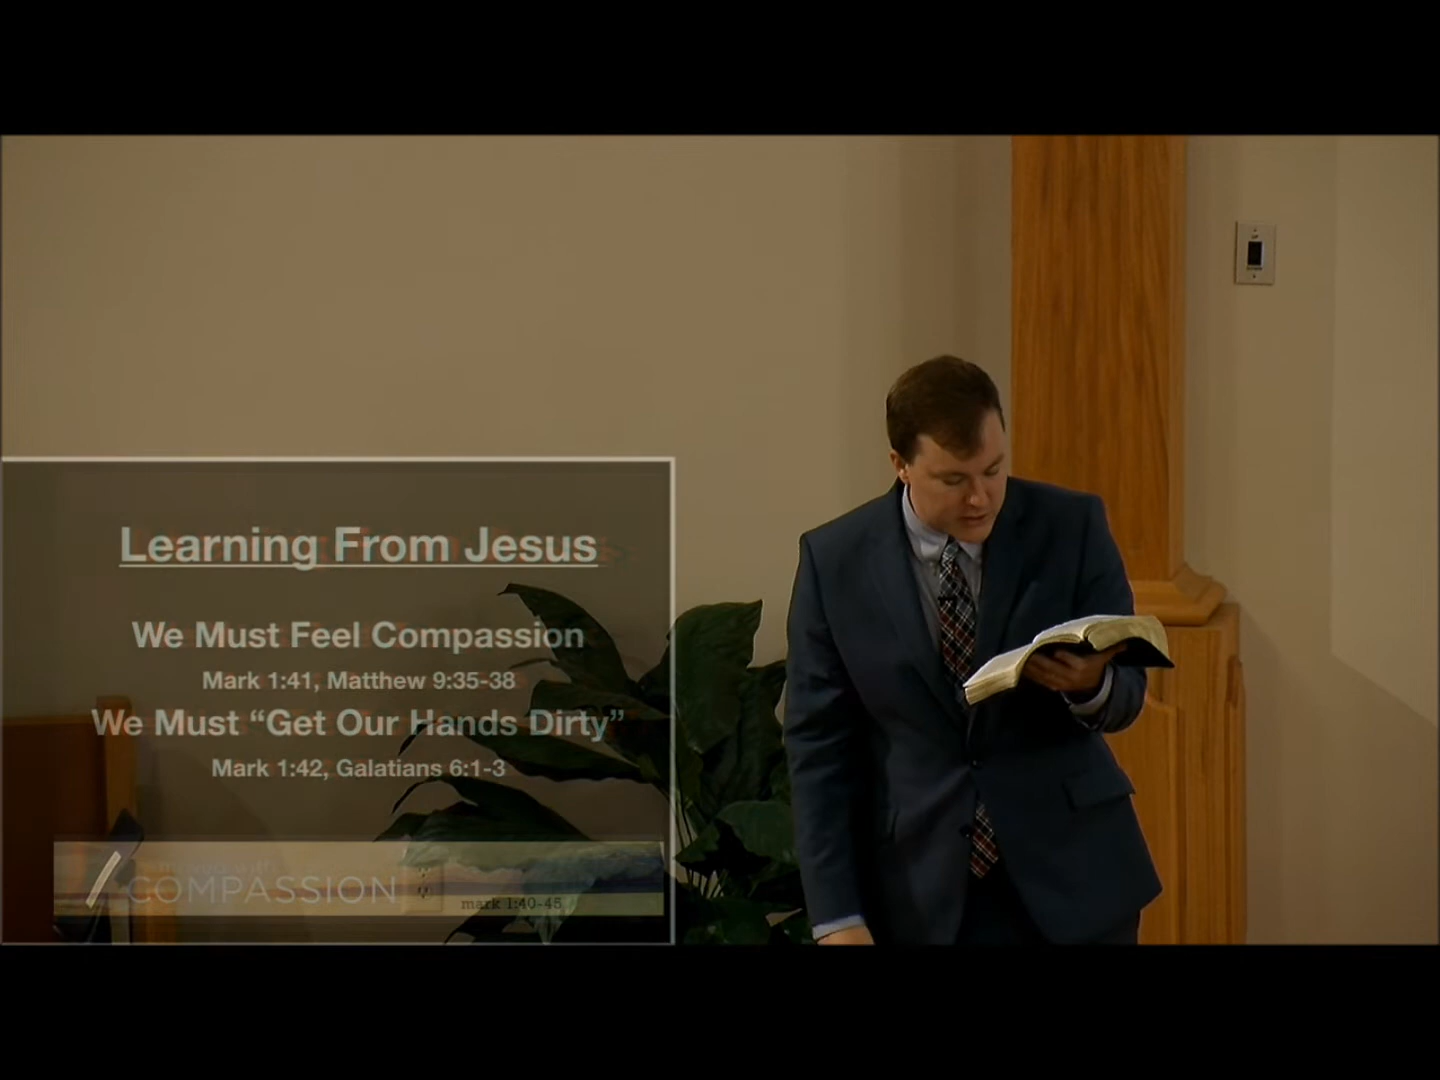 Learning From Jesus
We Must Feel Compassion
Mark 1:41, Matthew 9:35-38
We Must “Get Our Hands Dirty”
Mark 1:42, Galatians 6:1-3
COMPASSION
mark 1:40-45